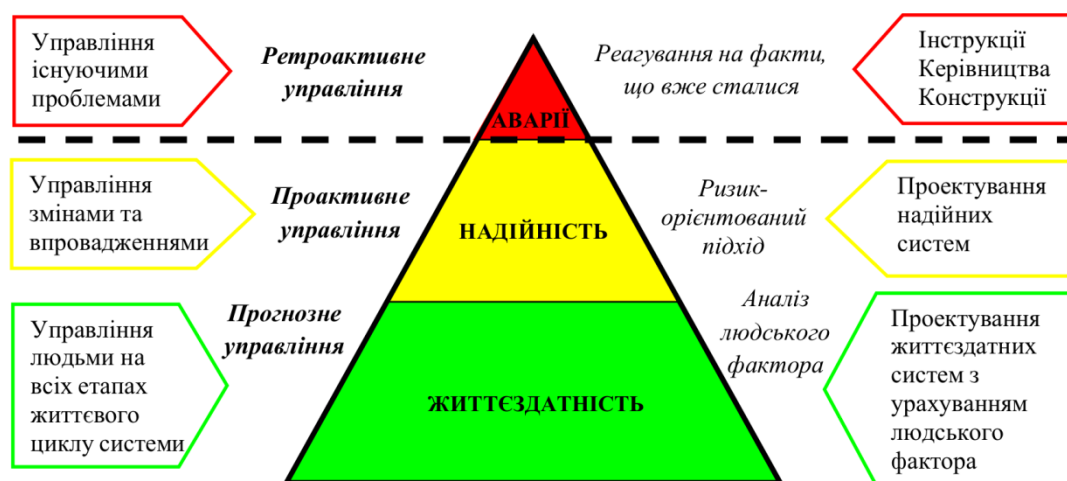 Управління
існуючими
проблемами
Ретроактивне
управління
АВАРІЇ
Реагування на факти,
що вже сталися
Інструкції
Керівництва
Конструкції
Управління
змінами та
впровадженнями
Проактивне
управління
НАДІЙНІСТЬ
Ризик-
орієнтований
підхід
Проектування
надійних
систем
Управління
людьми на
всіх етапах
життєвого
циклу системи
Прогнозне
управління
ЖИТТЄЗДАТНІСТЬ
Аналіз
людського
фактора
Проектування
життєздатних
систем з
урахуванням
людського
фактора